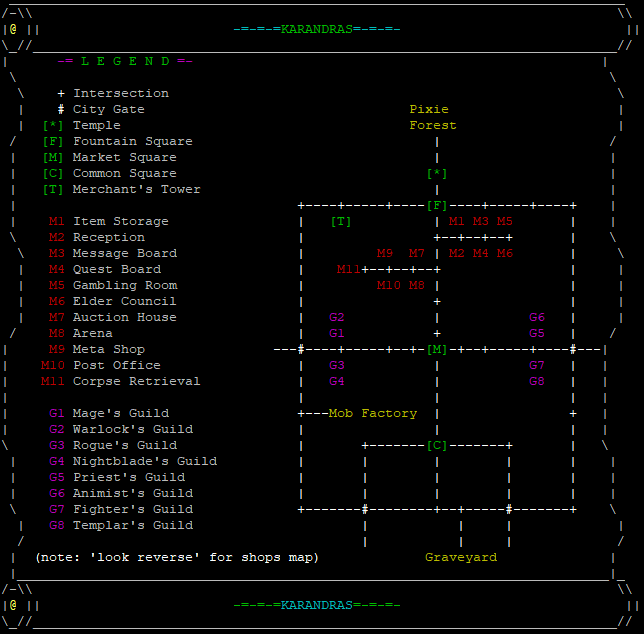 @ -=-=-=KARANDRAS=-=-=-
-= L E G E N D =-
+ Intersection
# City Gate Pixie
[*] Temple Forest
[F] Fountain Square
[M] Market Square
[C] Common Square [*]
[T] Merchant's Tower
[F]
M1 Item Storage [T] M1 M3 M5
M2 Reception
M3 Message Board M9 M7 M2 M4 M6
M4 Quest Board M11
M5 Gambling Room M10 M8
M6 Elder Council
M7 Auction House G2 G6
M8 Arena G1 G5
M9 Meta Shop # [M] #
M10 Post Office G3 G7
M11 Corpse Retrieval G4 G8
G1 Mage's Guild Mob Factory
G2 Warlock's Guild
G3 Rogue's Guild [C]
G4 Nightblade's Guild
G5 Priest's Guild
G6 Animist's Guild
G7 Fighter's Guild # #
G8 Templar's Guild
(note: 'look reverse' for shops map) Graveyard
@ -=-=-=KARANDRAS=-=-=-